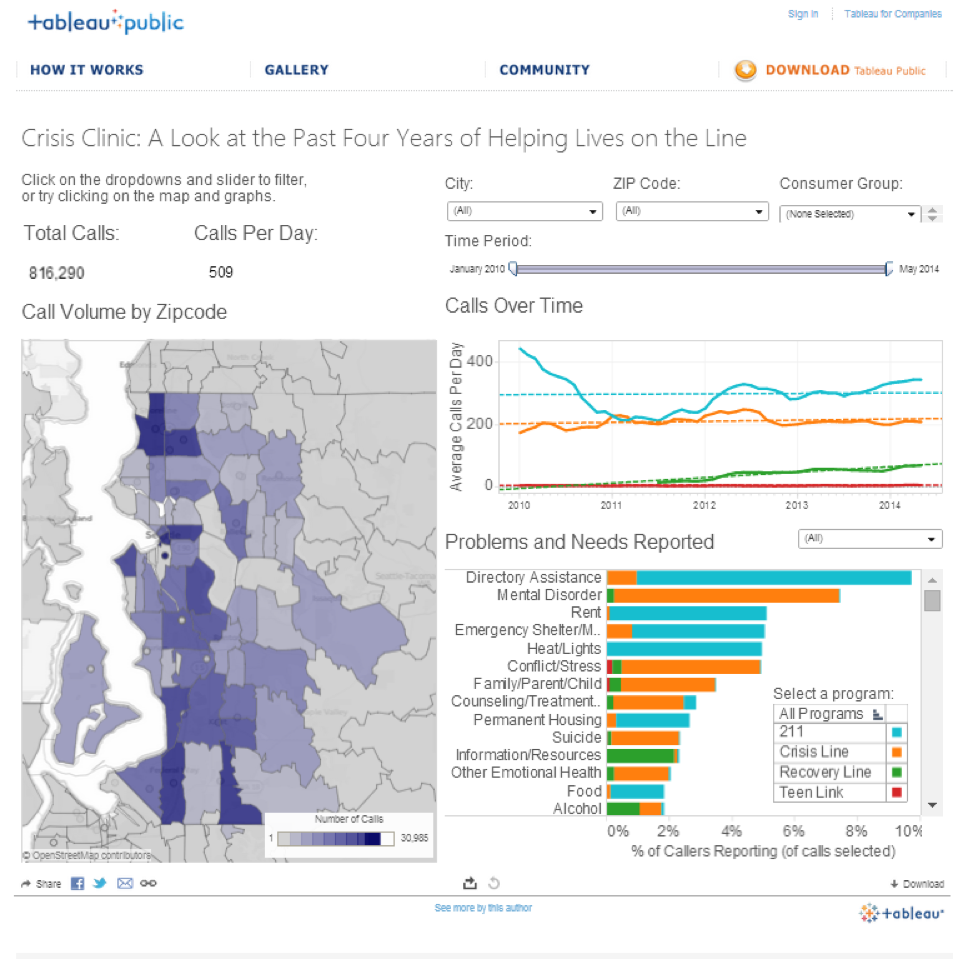 +ableau public
Sign In
Tableau for Companies
HOW IT WORKS
GALLERY
COMMUNITY
DOWNLOAD Tableau Public
Crisis Clinic: A Look at the Past Four Years of Helping Lives on the Line
Click on the dropdowns and slider to filter,
or try clicking on the map and graphs.
City:
ZIP Code:
Consumer Group:
(All)
(All)
(None Selected)
Total Calls:
Calls Per Day:
Time Period:
816,290
509
January 2010
May 2014
Call Volume by Zipcode
Calls Over Time
Average Calls Per Day
400
200
0
2010
2011
2012
2013
2014
Seattle-Tacoma
Number of Calls
1
30,985
© OpenStreetMap contributors
Problems and Needs Reported
(All)
Directory Assistance
Mental Disorder
Rent
Emergency Shelter/M..
Heat/Lights
Conflict/Stress
Family/Parent/Child
Counseling/Treatment..
Permanent Housing
Suicide
Information/Resources
Other Emotional Health
Food
Alcohol
Select a program:
All Programs
211
Crisis Line
Recovery Line
Teen Link
0%
2%
4%
6%
8%
10%
% of Callers Reporting (of calls selected)
Share
Download
See more by this author
+ableau